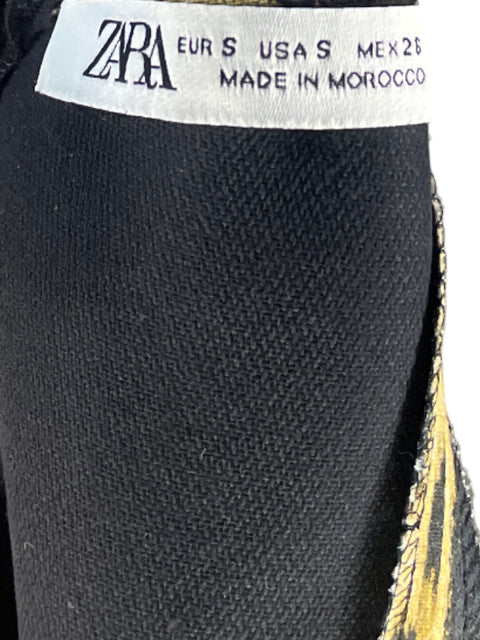 ZARA EUR S USA S MEX 26
MADE IN MOROCCO